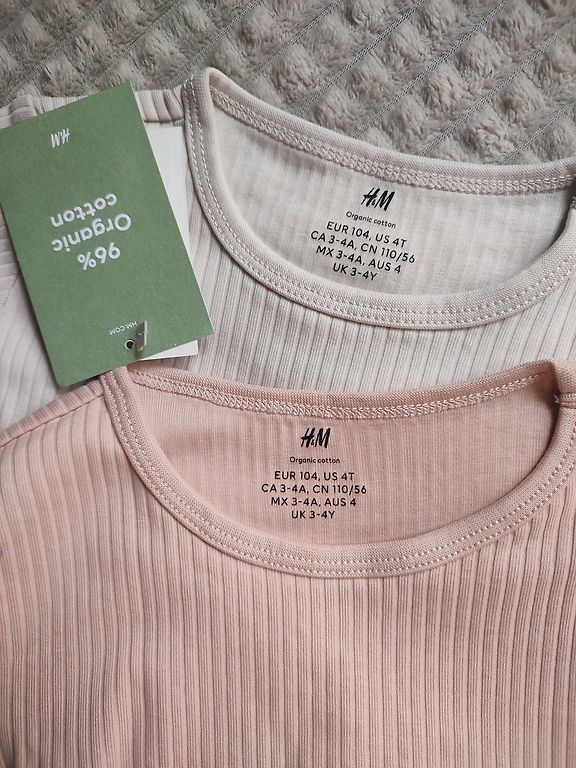 H&M
96%
Organic
cotton
HM.COM
H&M
Organic cotton
EUR 104, US 4T
CA 3-4A, CN 110/56
MX 3-4A, AUS 4
UK 3-4Y
H&M
Organic cotton
EUR 104, US 4T
CA 3-4A, CN 110/56
MX 3-4A, AUS 4
UK 3-4Y